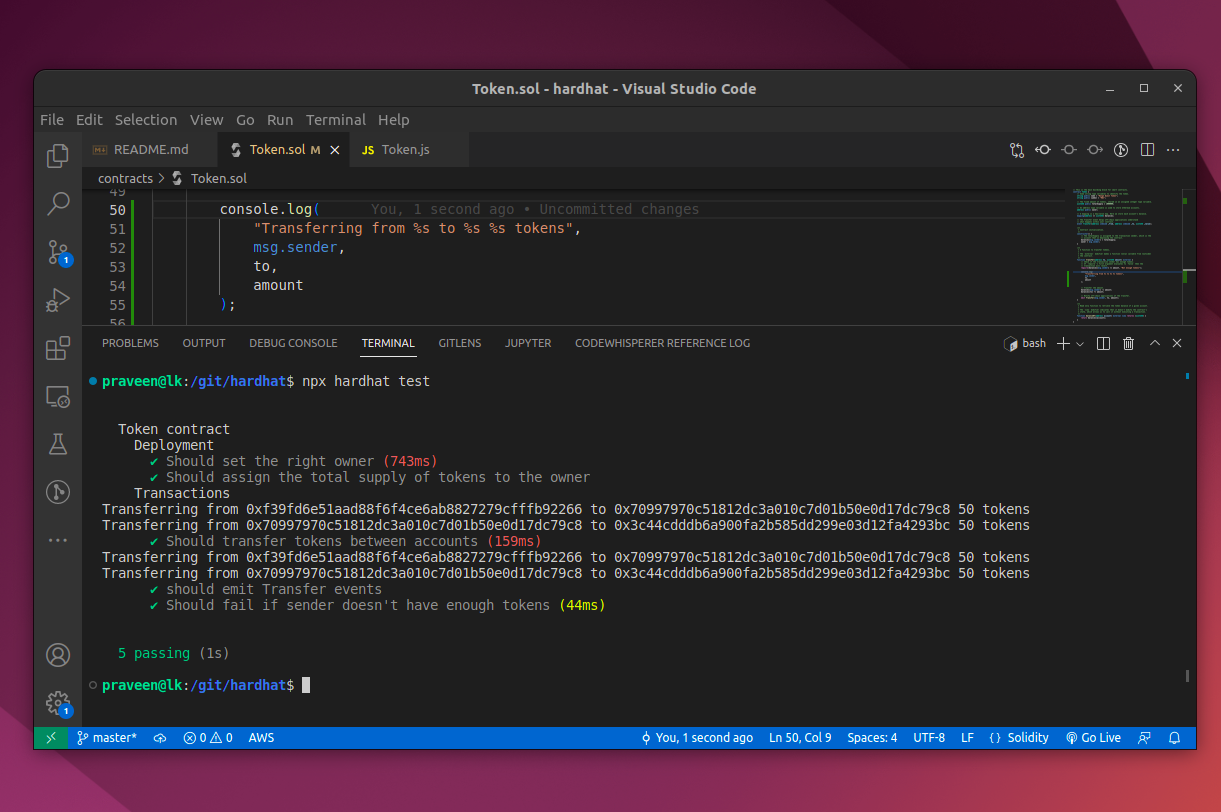 Token.sol - hardhat - Visual Studio Code
File Edit Selection View Go Run Terminal Help
README.md Token.sol M JS Token.js
contracts > Token.sol
49
50 console.log( You, 1 second ago • Uncommitted changes
51 "Transferring from %s to %s %s tokens",
52 msg.sender,
53 to,
54 amount
55 );
56
PROBLEMS OUTPUT DEBUG CONSOLE TERMINAL GITLENS JUPYTER CODEWHISPERER REFERENCE LOG bash
praveen@lk:/git/hardhat$ npx hardhat test
Token contract
Deployment
✔ Should set the right owner (743ms)
✔ Should assign the total supply of tokens to the owner
Transactions
Transferring from 0xf39fd6e51aad88f6f4ce6ab8827279cfffb92266 to 0x70997970c51812dc3a010c7d01b50e0d17dc79c8 50 tokens
Transferring from 0x70997970c51812dc3a010c7d01b50e0d17dc79c8 to 0x3c44cdddb6a900fa2b585dd299e03d12fa4293bc 50 tokens
✔ Should transfer tokens between accounts (159ms)
Transferring from 0xf39fd6e51aad88f6f4ce6ab8827279cfffb92266 to 0x70997970c51812dc3a010c7d01b50e0d17dc79c8 50 tokens
Transferring from 0x70997970c51812dc3a010c7d01b50e0d17dc79c8 to 0x3c44cdddb6a900fa2b585dd299e03d12fa4293bc 50 tokens
✔ should emit Transfer events
✔ Should fail if sender doesn't have enough tokens (44ms)
5 passing (1s)
praveen@lk:/git/hardhat$
1
1
master* 0 0 AWS You, 1 second ago Ln 50, Col 9 Spaces: 4 UTF-8 LF {} Solidity Go Live